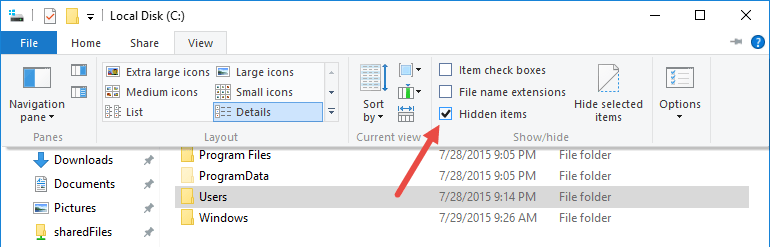 Local Disk (C:)
File Home Share View
Navigation pane
Extra large icons Large icons
Medium icons Small icons
List Details
Sort by
Item check boxes
File name extensions
Hidden items
Hide selected items
Options
Panes Layout Current view Show/hide
Downloads Program Files 7/28/2015 9:05 PM File folder
Documents ProgramData 7/28/2015 9:05 PM File folder
Pictures Users 7/28/2015 9:14 PM File folder
sharedFiles Windows 7/29/2015 9:26 AM File folder